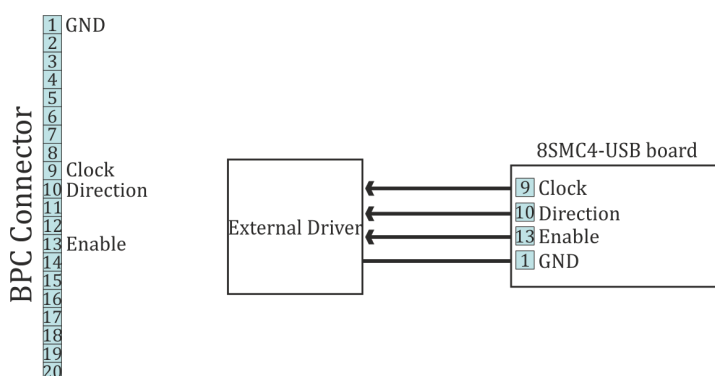 BPC Connector
1 GND
2
3
4
5
6
7
8
9 Clock
10 Direction
11
12
13 Enable
14
15
16
17
18
19
20
External Driver
8SMC4-USB board
9 Clock
10 Direction
13 Enable
1 GND